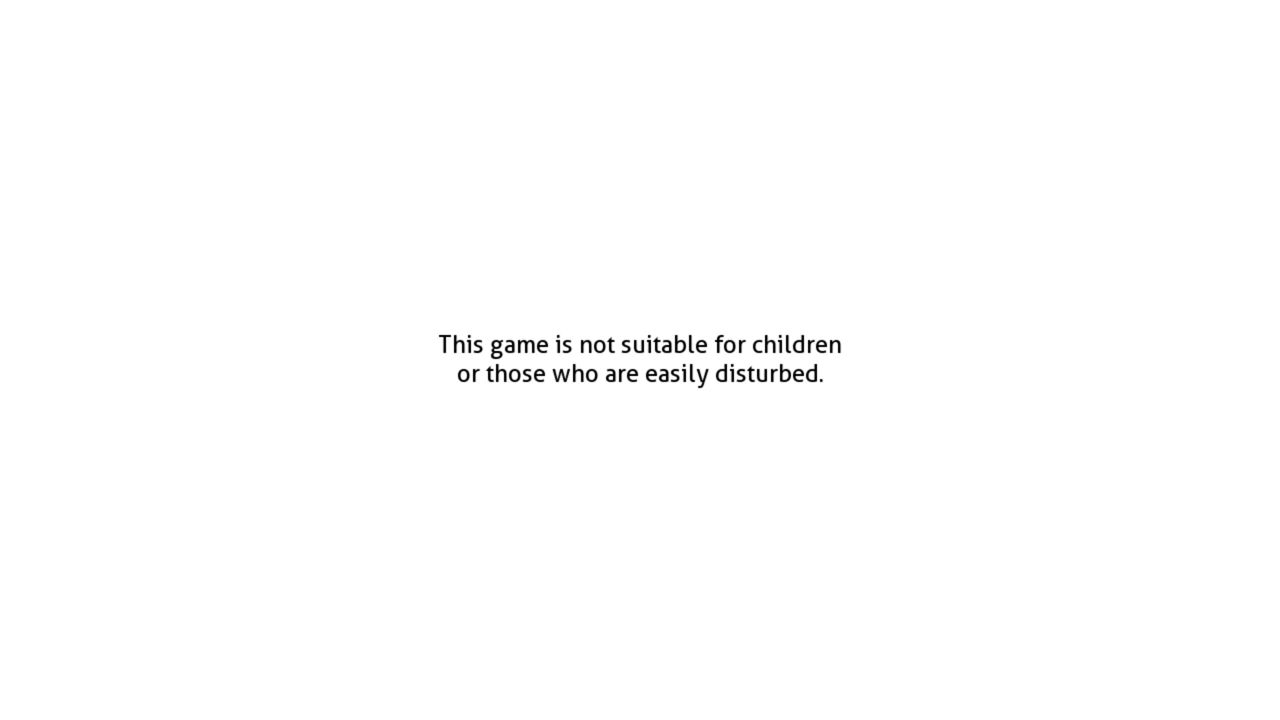 This game is not suitable for children
or those who are easily disturbed.